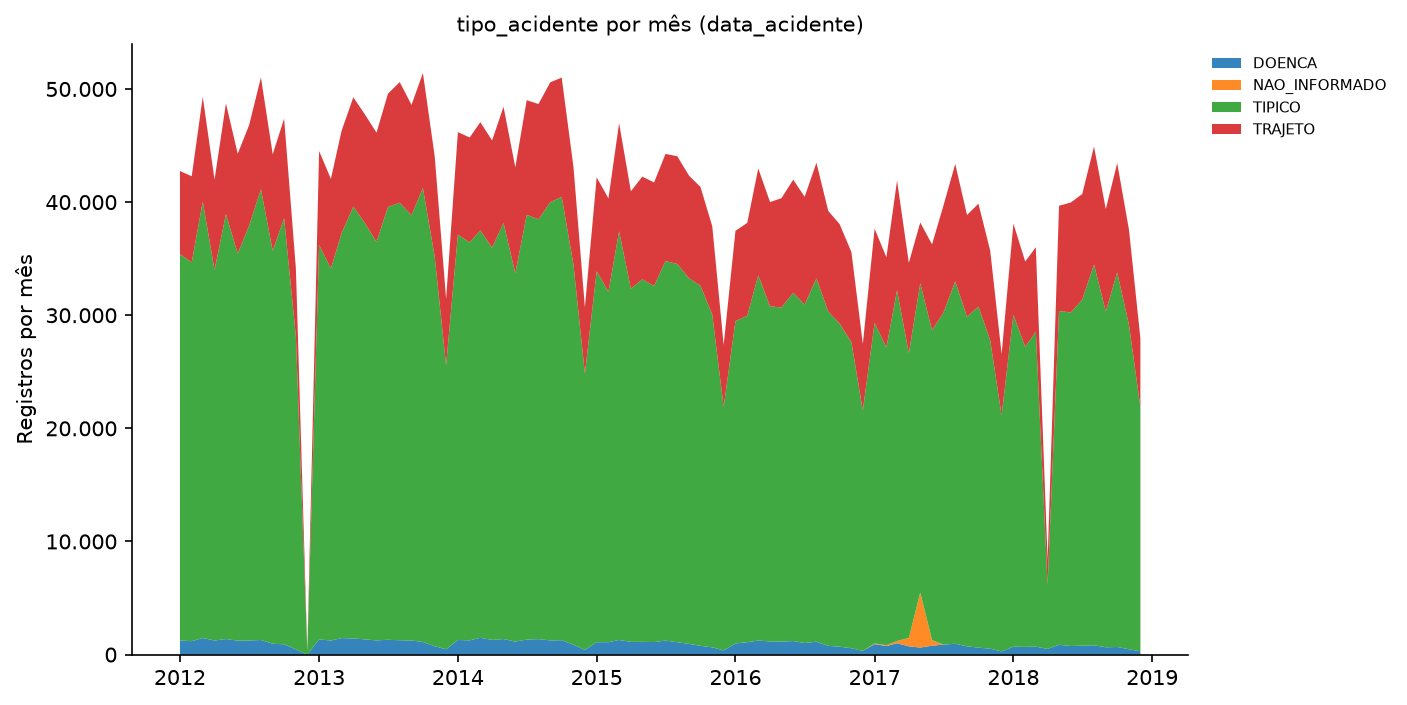 tipo_acidente por mês (data_acidente)
DOENCA
NAO_INFORMADO
TIPICO
TRAJETO
Registros por mês
50.000
40.000
30.000
20.000
10.000
0
2012 2013 2014 2015 2016 2017 2018 2019